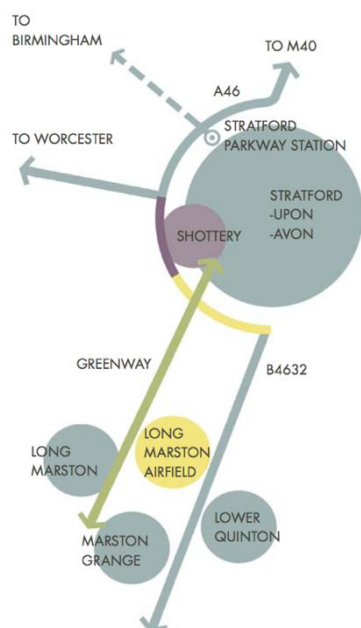 TO
BIRMINGHAM
TO M40
A46
STRATFORD
PARKWAY STATION
TO WORCESTER
STRATFORD
-UPON
-AVON
SHOTTERY
GREENWAY
B4632
LONG
MARSTON
LONG
MARSTON
AIRFIELD
LOWER
QUINTON
MARSTON
GRANGE